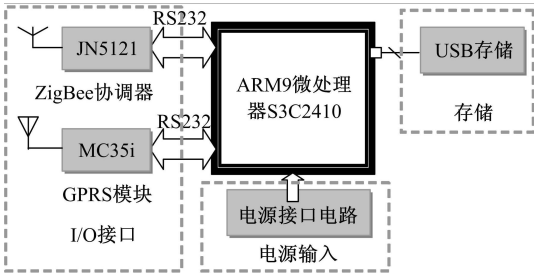 RS232
JN5121
ZigBee协调器
RS232
MC35i
GPRS模块
I/O接口
ARM9微处理
器S3C2410
USB存储
存储
电源接口电路
电源输入